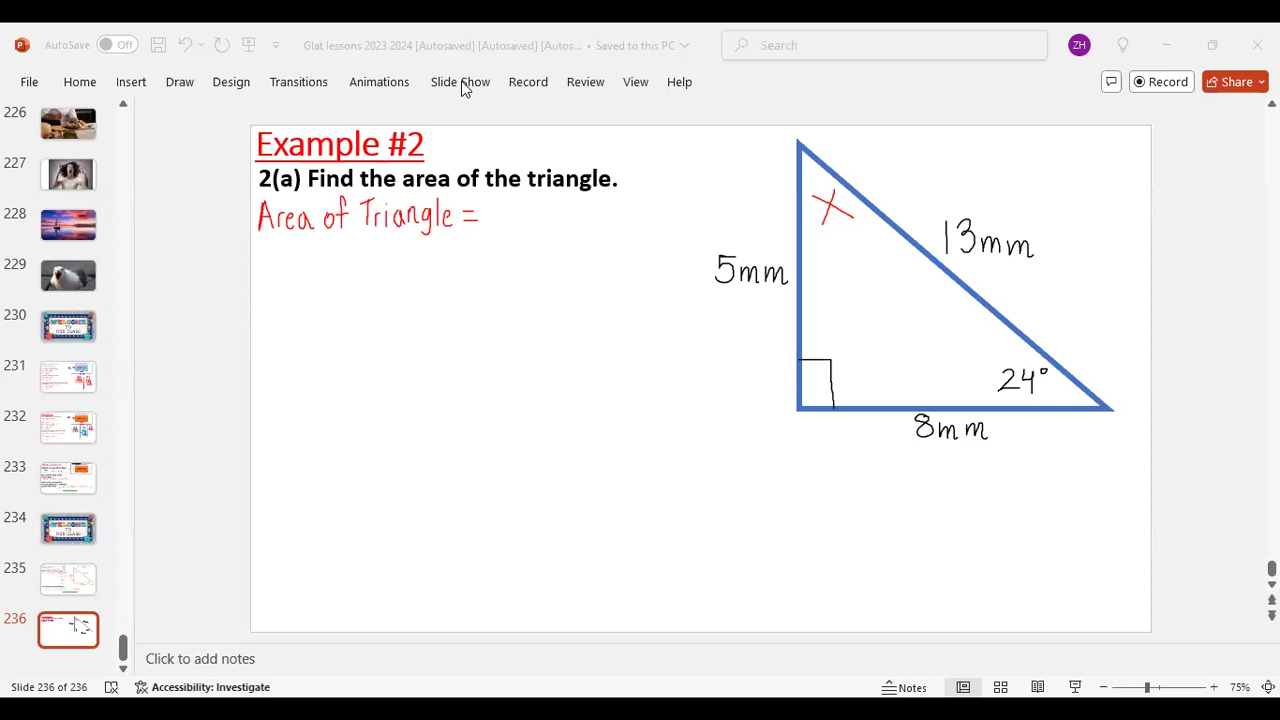 AutoSave Off Glat lessons 2023 2024 [Autosaved] [Autosaved] [Autos... • Saved to this PC Search ZH
File Home Insert Draw Design Slide Show Transitions Animations Record Review View Help Record Share
226
227
228
229
230
231
232
233
234
235
236
Example #2
2(a) Find the area of the triangle.
Area of Triangle =
X
13mm
5mm
24°
8mm
Click to add notes
Slide 236 of 236 Accessibility: Investigate Notes 75%